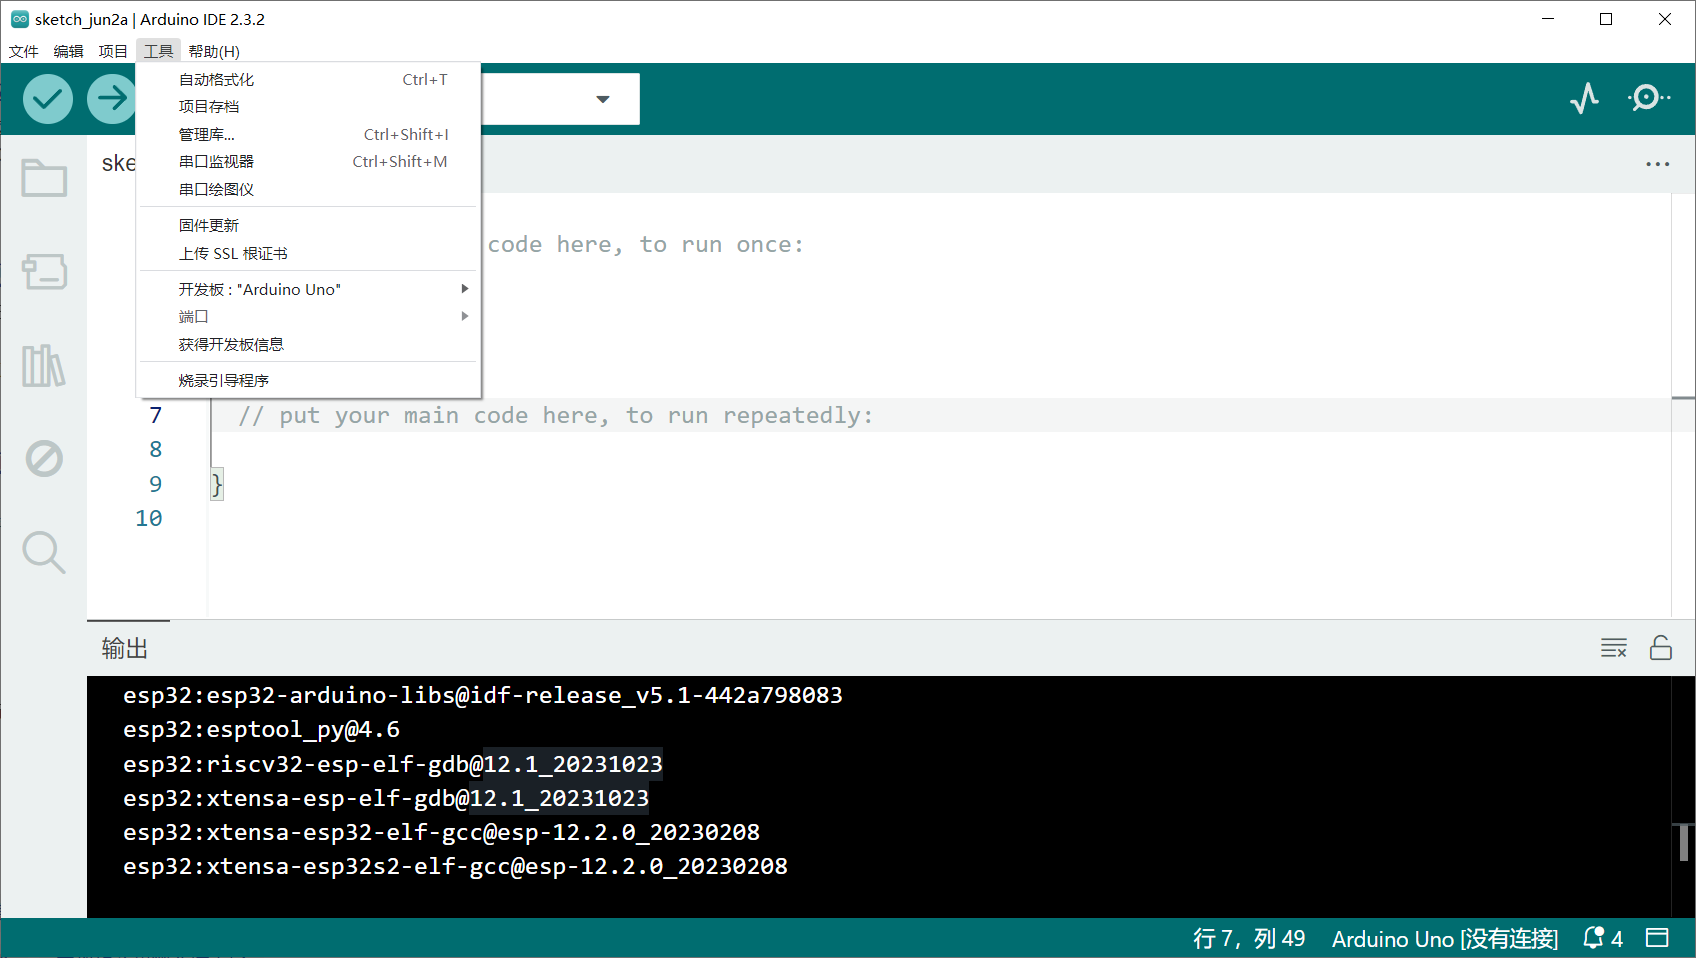 sketch_jun2a | Arduino IDE 2.3.2
文件 编辑 项目 工具 帮助(H)
自动格式化 Ctrl+T
项目存档
管理库... Ctrl+Shift+I
串口监视器 Ctrl+Shift+M
串口绘图仪
固件更新
上传 SSL 根证书
开发板 : "Arduino Uno"
端口
获得开发板信息
烧录引导程序
ske
code here, to run once:
7 // put your main code here, to run repeatedly:
8
9 }
10
输出
esp32:esp32-arduino-libs@idf-release_v5.1-442a798083
esp32:esptool_py@4.6
esp32:riscv32-esp-elf-gdb@12.1_20231023
esp32:xtensa-esp-elf-gdb@12.1_20231023
esp32:xtensa-esp32-elf-gcc@esp-12.2.0_20230208
esp32:xtensa-esp32s2-elf-gcc@esp-12.2.0_20230208
行 7，列 49 Arduino Uno [没有连接] 4